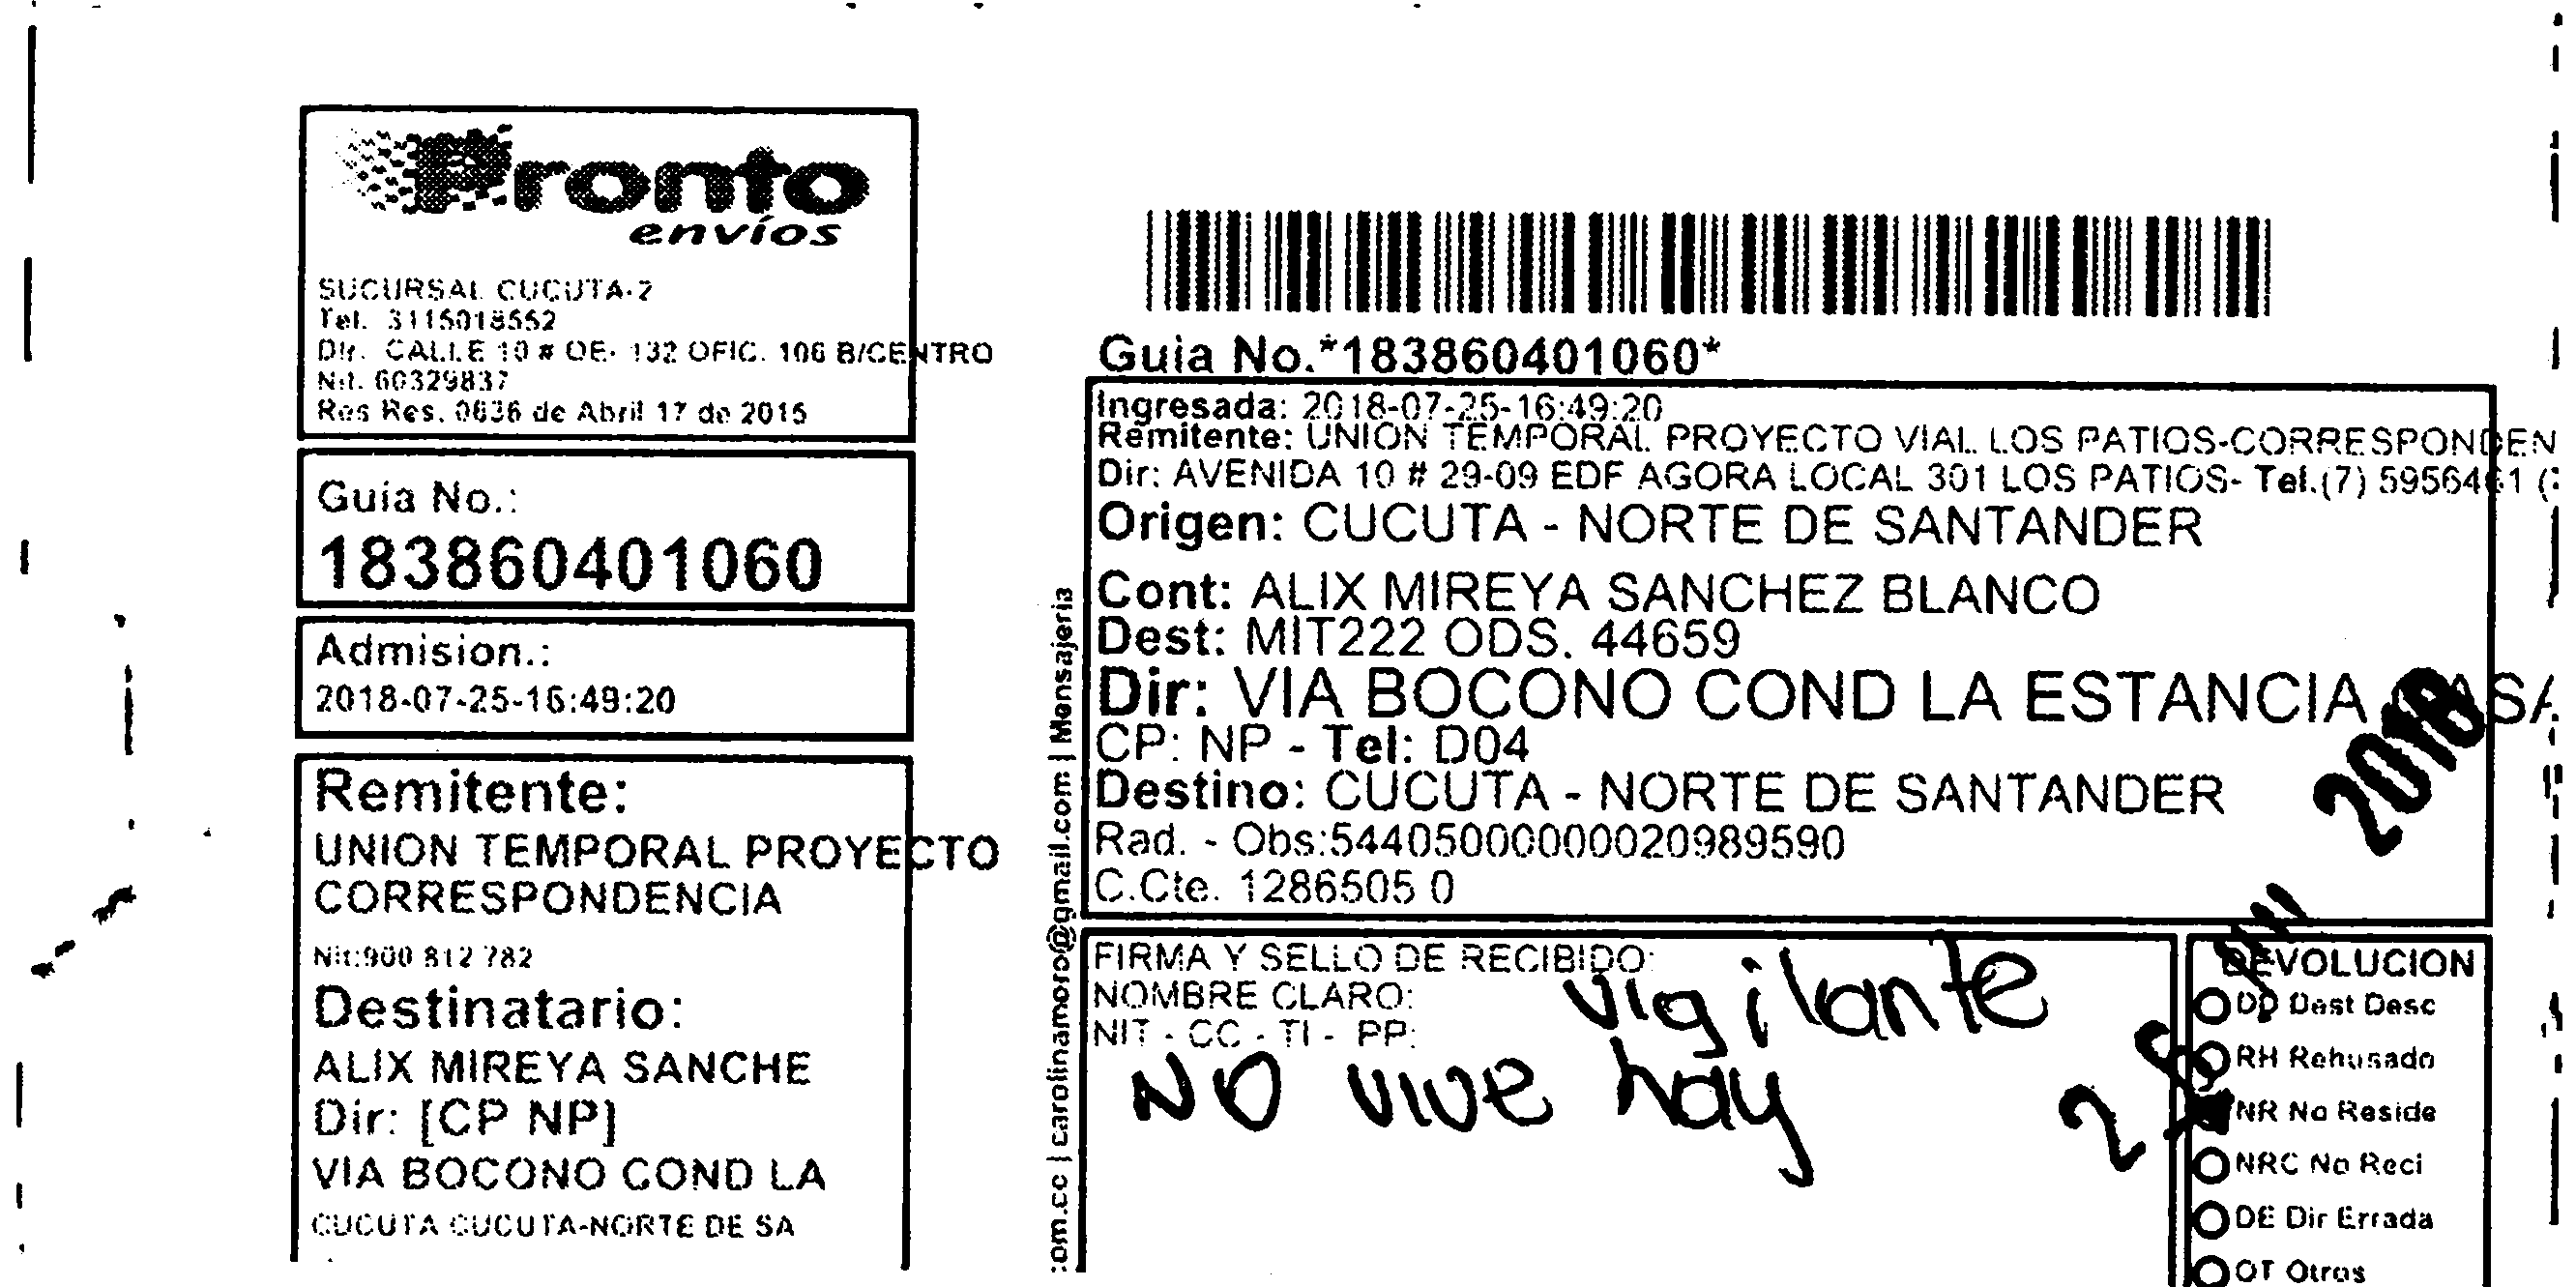 Pronto
envíos
SUCURSAL CUCUTA-2
Tel. 3115018552
Dir. CALLE 10 # OE- 132 OFIC. 106 B/CENTRO
Nit. 60329837
Res Res. 0636 de Abril 17 de 2015
Guia No.:
183860401060
Admision.:
2018-07-25-16:49:20
Remitente:
UNION TEMPORAL PROYECTO
CORRESPONDENCIA
Nit:900 812 782
Destinatario:
ALIX MIREYA SANCHE
Dir: [CP NP]
VIA BOCONO COND LA
CUCUTA CUCUTA-NORTE DE SA
om.co | carolinamoro@gmail.com | Mensajeria
Guia No.*183860401060*
Ingresada: 2018-07-25-16:49:20
Remitente: UNION TEMPORAL PROYECTO VIAL LOS PATIOS-CORRESPONDEN
Dir: AVENIDA 10 # 29-09 EDF AGORA LOCAL 301 LOS PATIOS- Tel.(7) 5956461 (
Origen: CUCUTA - NORTE DE SANTANDER
Cont: ALIX MIREYA SANCHEZ BLANCO
Dest: MIT222 ODS. 44659
Dir: VIA BOCONO COND LA ESTANCIA CASA
CP: NP - Tel: D04
Destino: CUCUTA - NORTE DE SANTANDER
Rad. - Obs:544050000000020989590
C.Cte. 1286505 0
FIRMA Y SELLO DE RECIBIDO:
NOMBRE CLARO:
NIT - CC - TI - PP:
vigilante
NO vive hay
2018
DEVOLUCION
DD Dest Desc
RH Rehusado
NR No Reside
NRC No Reci
DE Dir Errada
OT Otros